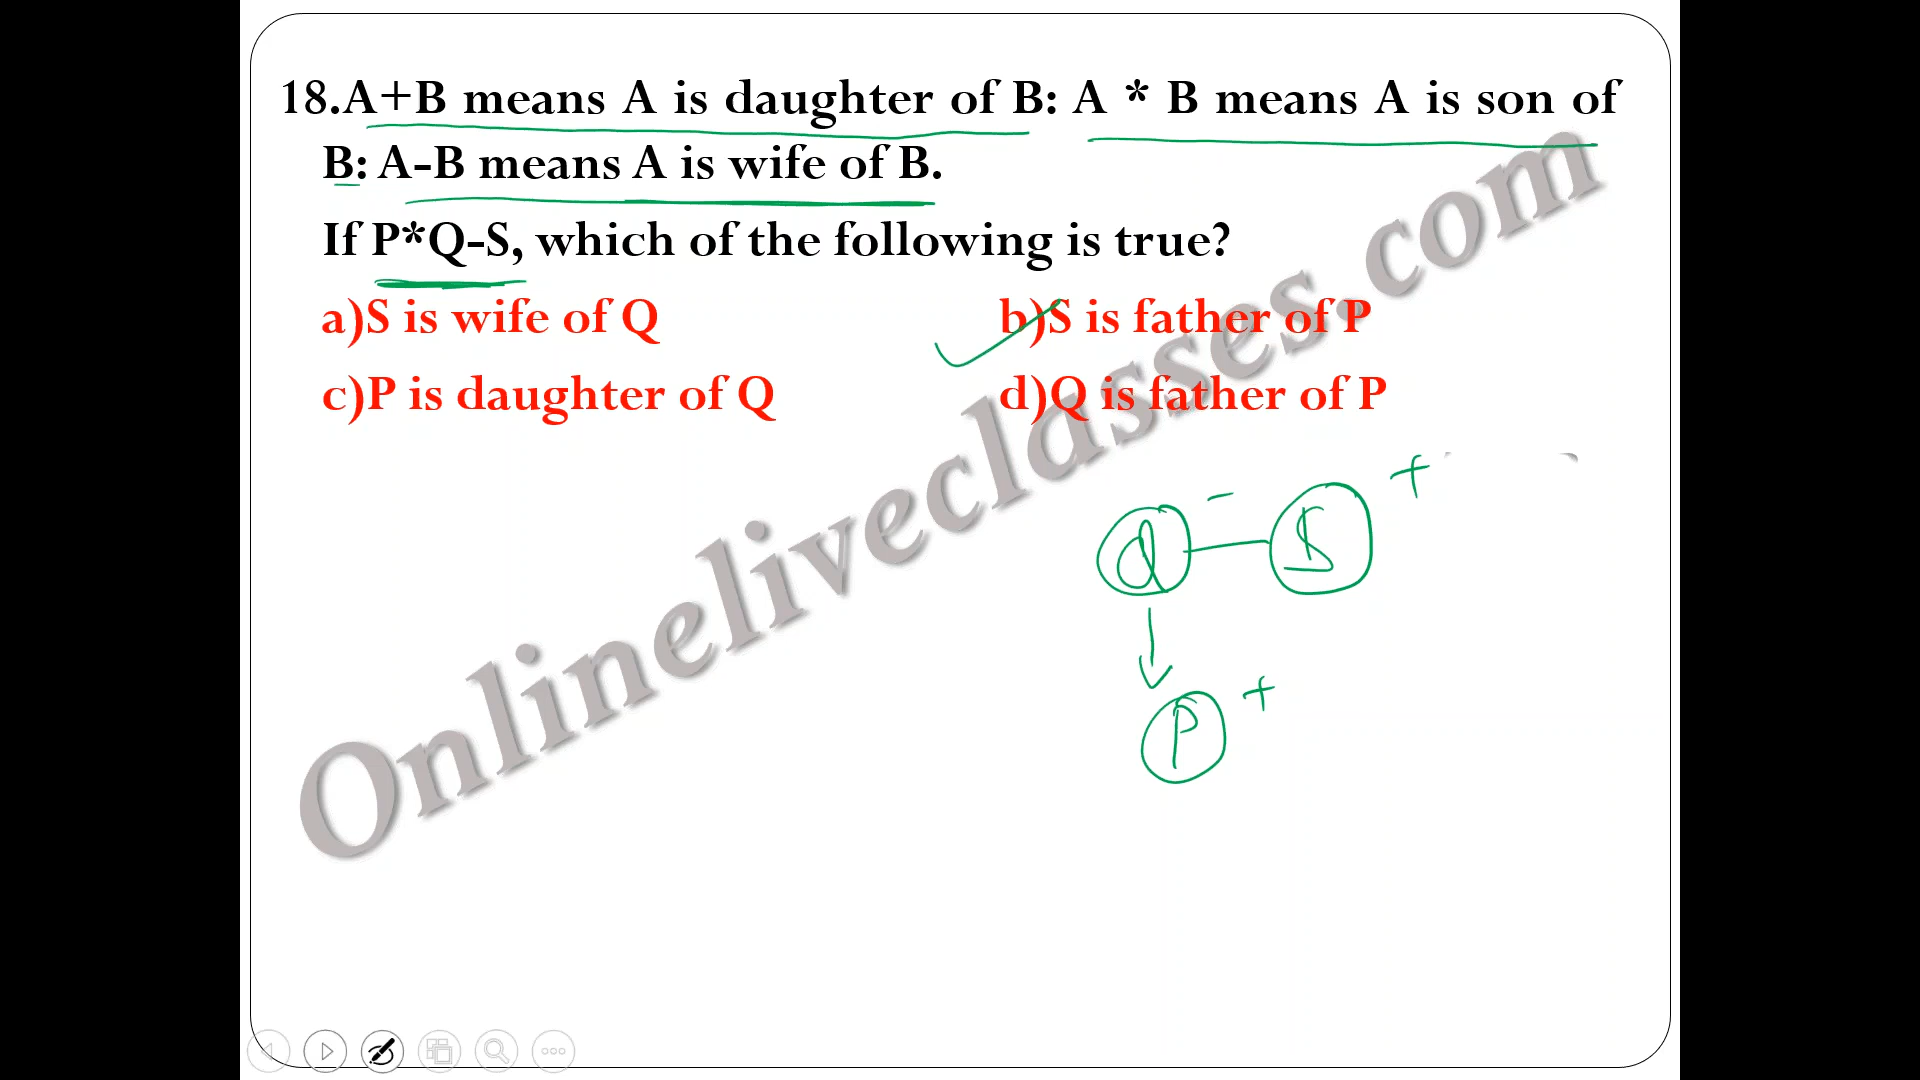 18.A+B means A is daughter of B: A * B means A is son of
B: A-B means A is wife of B.
If P*Q-S, which of the following is true?
a)S is wife of Q b)S is father of P
c)P is daughter of Q d)Q is father of P
Onlineliveclasses.com
- +
Q S
P +